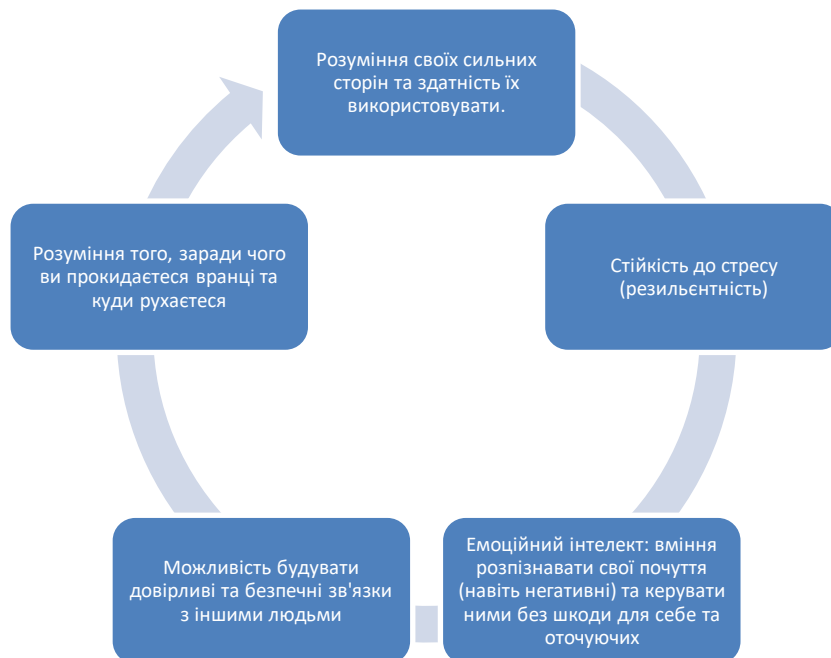 Розуміння своїх сильних
сторін та здатність їх
використовувати.
Стійкість до стресу
(резильєнтність)
Емоційний інтелект: вміння
розпізнавати свої почуття
(навіть негативні) та керувати
ними без шкоди для себе та
оточуючих
Можливість будувати
довірливі та безпечні зв'язки
з іншими людьми
Розуміння того, заради чого
ви прокидаєтеся вранці та
куди рухаєтеся